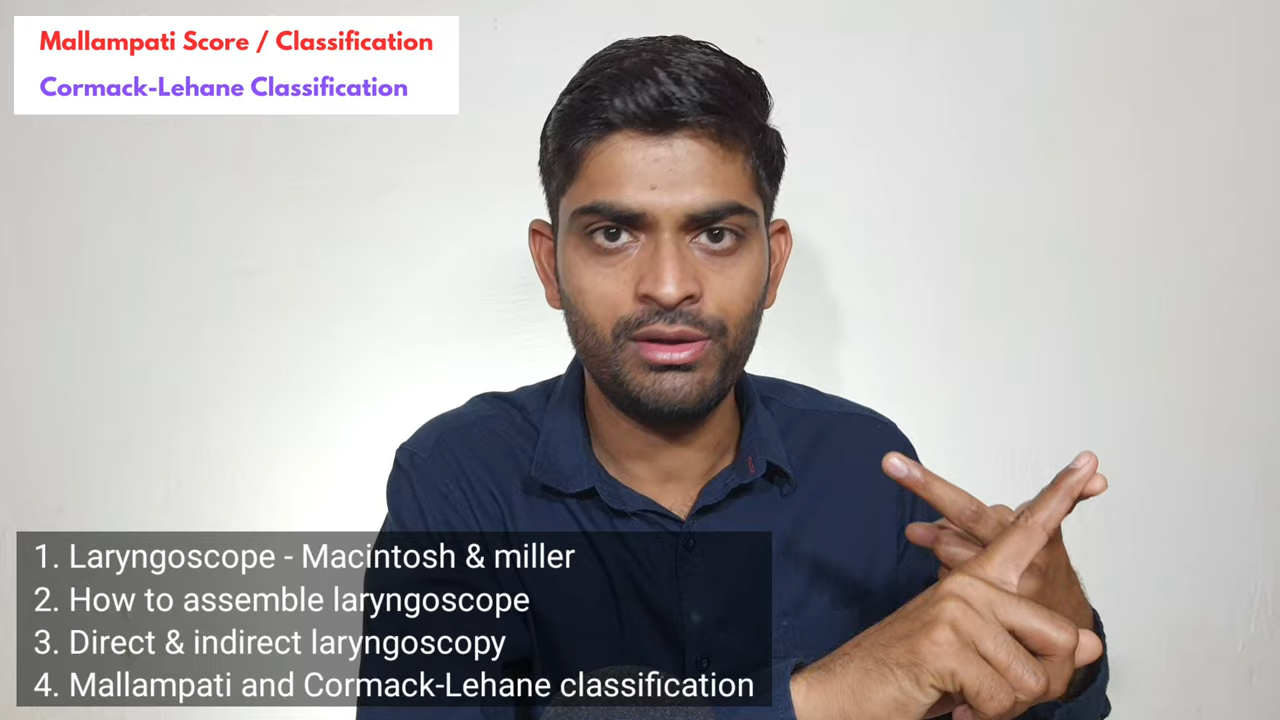 Mallampati Score / Classification
Cormack-Lehane Classification
1. Laryngoscope - Macintosh & miller
2. How to assemble laryngoscope
3. Direct & indirect laryngoscopy
4. Mallampati and Cormack-Lehane classification